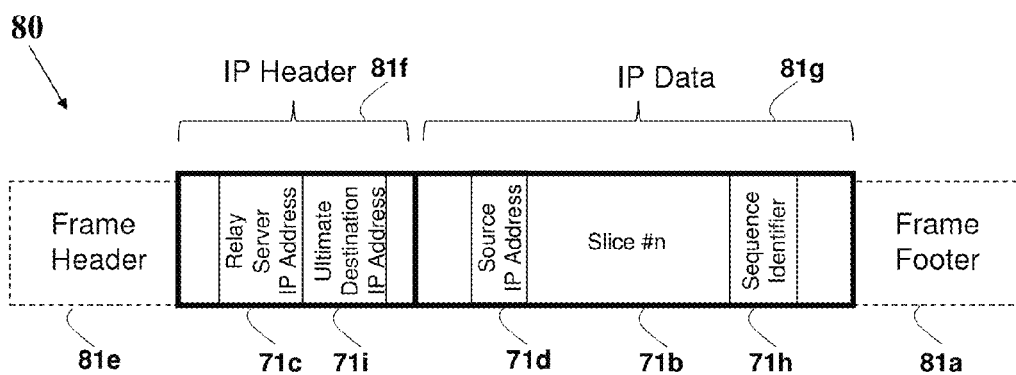 80
IP Header
81f
IP Data
81g
Frame
Header
Relay
Server
IP Address
Ultimate
Destination
IP Address
Source
IP Address
Slice #n
Sequence
Identifier
Frame
Footer
81e
71c
71i
71d
71b
71h
81a